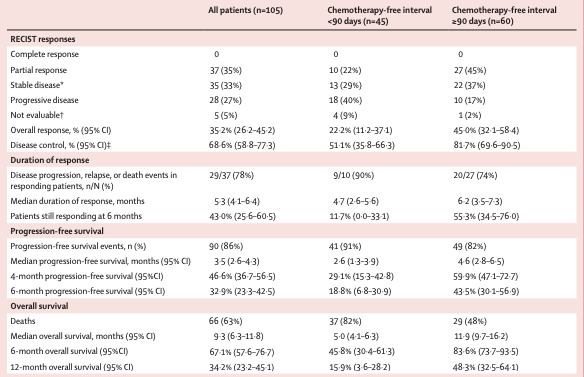 All patients (n=105) Chemotherapy-free interval <90 days (n=45) Chemotherapy-free interval ≥90 days (n=60)
RECIST responses
Complete response 0 0 0
Partial response 37 (35%) 10 (22%) 27 (45%)
Stable disease* 35 (33%) 13 (29%) 22 (37%)
Progressive disease 28 (27%) 18 (40%) 10 (17%)
Not evaluable† 5 (5%) 4 (9%) 1 (2%)
Overall response, % (95% CI) 35·2% (26·2–45·2) 22·2% (11·2–37·1) 45·0% (32·1–58·4)
Disease control, % (95% CI)‡ 68·6% (58·8–77·3) 51·1% (35·8–66·3) 81·7% (69·6–90·5)
Duration of response
Disease progression, relapse, or death events in responding patients, n/N (%) 29/37 (78%) 9/10 (90%) 20/27 (74%)
Median duration of response, months 5·3 (4·1–6·4) 4·7 (2·6–5·6) 6·2 (3·5–7·3)
Patients still responding at 6 months 43·0% (25·6–60·5) 11·7% (0·0–33·1) 55·3% (34·5–76·0)
Progression-free survival
Progression-free survival events, n (%) 90 (86%) 41 (91%) 49 (82%)
Median progression-free survival, months (95% CI) 3·5 (2·6–4·3) 2·6 (1·3–3·9) 4·6 (2·8–6·5)
4-month progression-free survival (95%CI) 46·6% (36·7–56·5) 29·1% (15·3–42·8) 59·9% (47·1–72·7)
6-month progression-free survival (95% CI) 32·9% (23·3–42·5) 18·8% (6·8–30·9) 43·5% (30·1–56·9)
Overall survival
Deaths 66 (63%) 37 (82%) 29 (48%)
Median overall survival, months (95% CI) 9·3 (6·3–11·8) 5·0 (4·1–6·3) 11·9 (9·7–16·2)
6-month overall survival (95%CI) 67·1% (57·6–76·7) 45·8% (30·4–61·3) 83·6% (73·7–93·5)
12-month overall survival (95% CI) 34·2% (23·2–45·1) 15·9% (3·6–28·2) 48·3% (32·5–64·1)